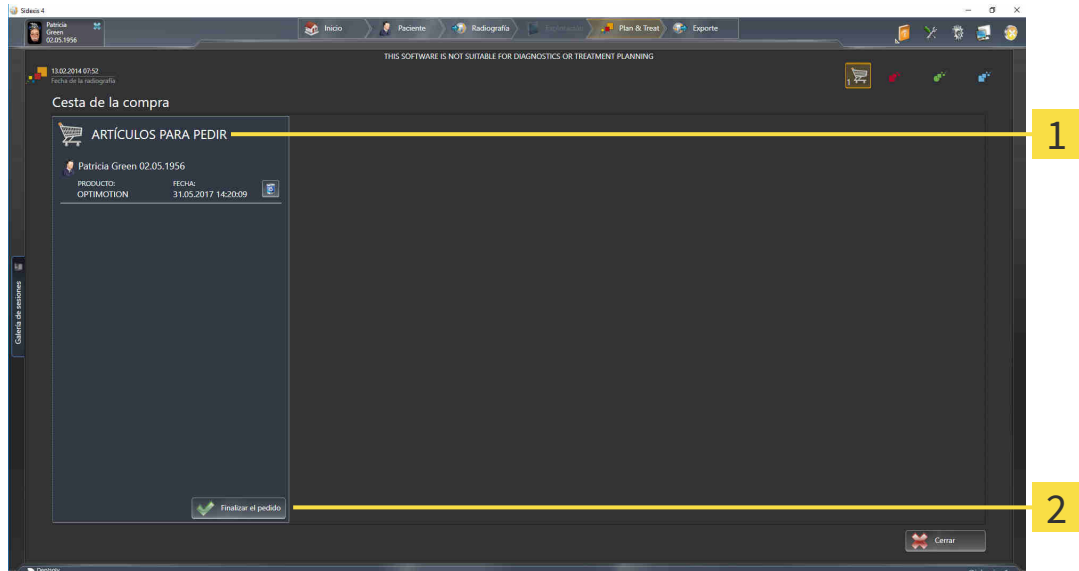 Sidexis 4
Patricia
Green
02.05.1956
Inicio
Paciente
Radiografía
Plan & Treat
Exporte
THIS SOFTWARE IS NOT SUITABLE FOR DIAGNOSTICS OR TREATMENT PLANNING
13.02.2014 07:52
Fecha de la radiografía
1
Cesta de la compra
ARTÍCULOS PARA PEDIR
1
Patricia Green 02.05.1956
PRODUCTO:
FECHA:
OPTIMOTION
31.05.2017 14:20:09
Galería de sesiones
Finalizar el pedido
2
Cerrar